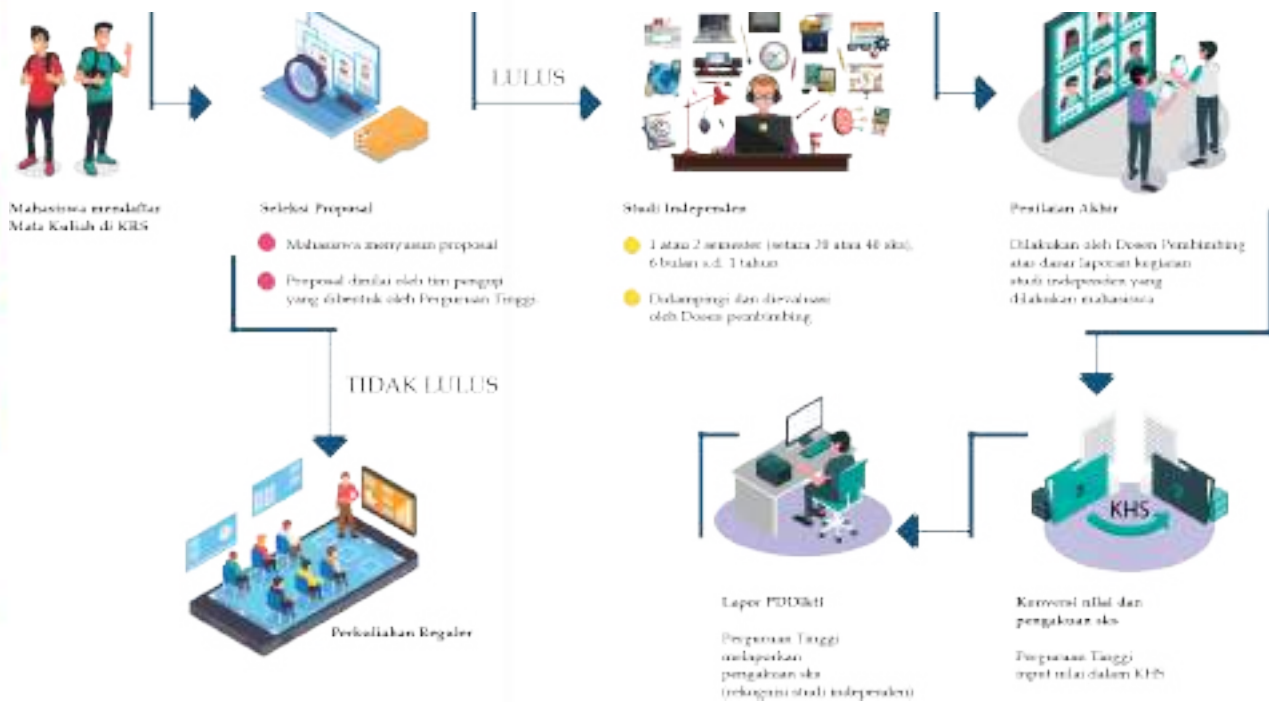 LULUS
Mahasiswa mendaftar
Mata Kuliah di KRS
Seleksi Proposal
Mahasiswa menyusun proposal
Proposal dinilai oleh tim penguji
yang dibentuk oleh Perguruan Tinggi
Studi Independen
1 atau 2 semester (setara 20 atau 40 sks),
6 bulan s.d. 1 tahun
Didampingi dan dievaluasi
oleh Dosen pembimbing
Penilaian Akhir
Dilakukan oleh Dosen Pembimbing
atas dasar laporan kegiatan
studi independen yang
dilakukan mahasiswa
TIDAK LULUS
Perkuliahan Reguler
KHS
Lapor PDDikti
Perguruan Tinggi
melaporkan
pengakuan sks
(rekognisi studi independen)
Konversi nilai dan
pengakuan sks
Perguruan Tinggi
input nilai dalam KHS